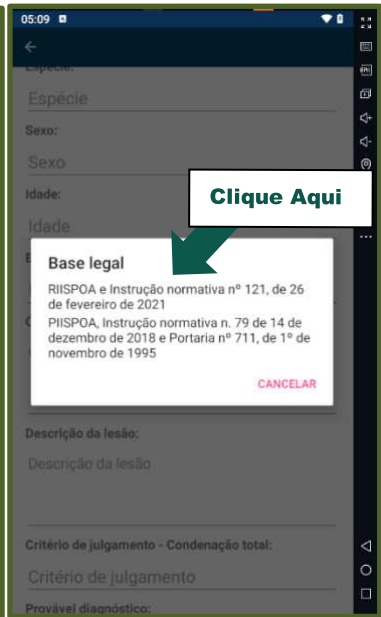 05:09
Espécie:
Espécie
Sexo:
Sexo
Idade:
Clique Aqui
Idade
Base legal
RIISPOA e Instrução normativa nº 121, de 26
de fevereiro de 2021
PIISPOA, Instrução normativa n. 79 de 14 de
dezembro de 2018 e Portaria nº 711, de 1º de
novembro de 1995
CANCELAR
Descrição da lesão:
Descrição da lesão
Critério de julgamento - Condenação total:
Critério de julgamento
Provável diagnóstico: